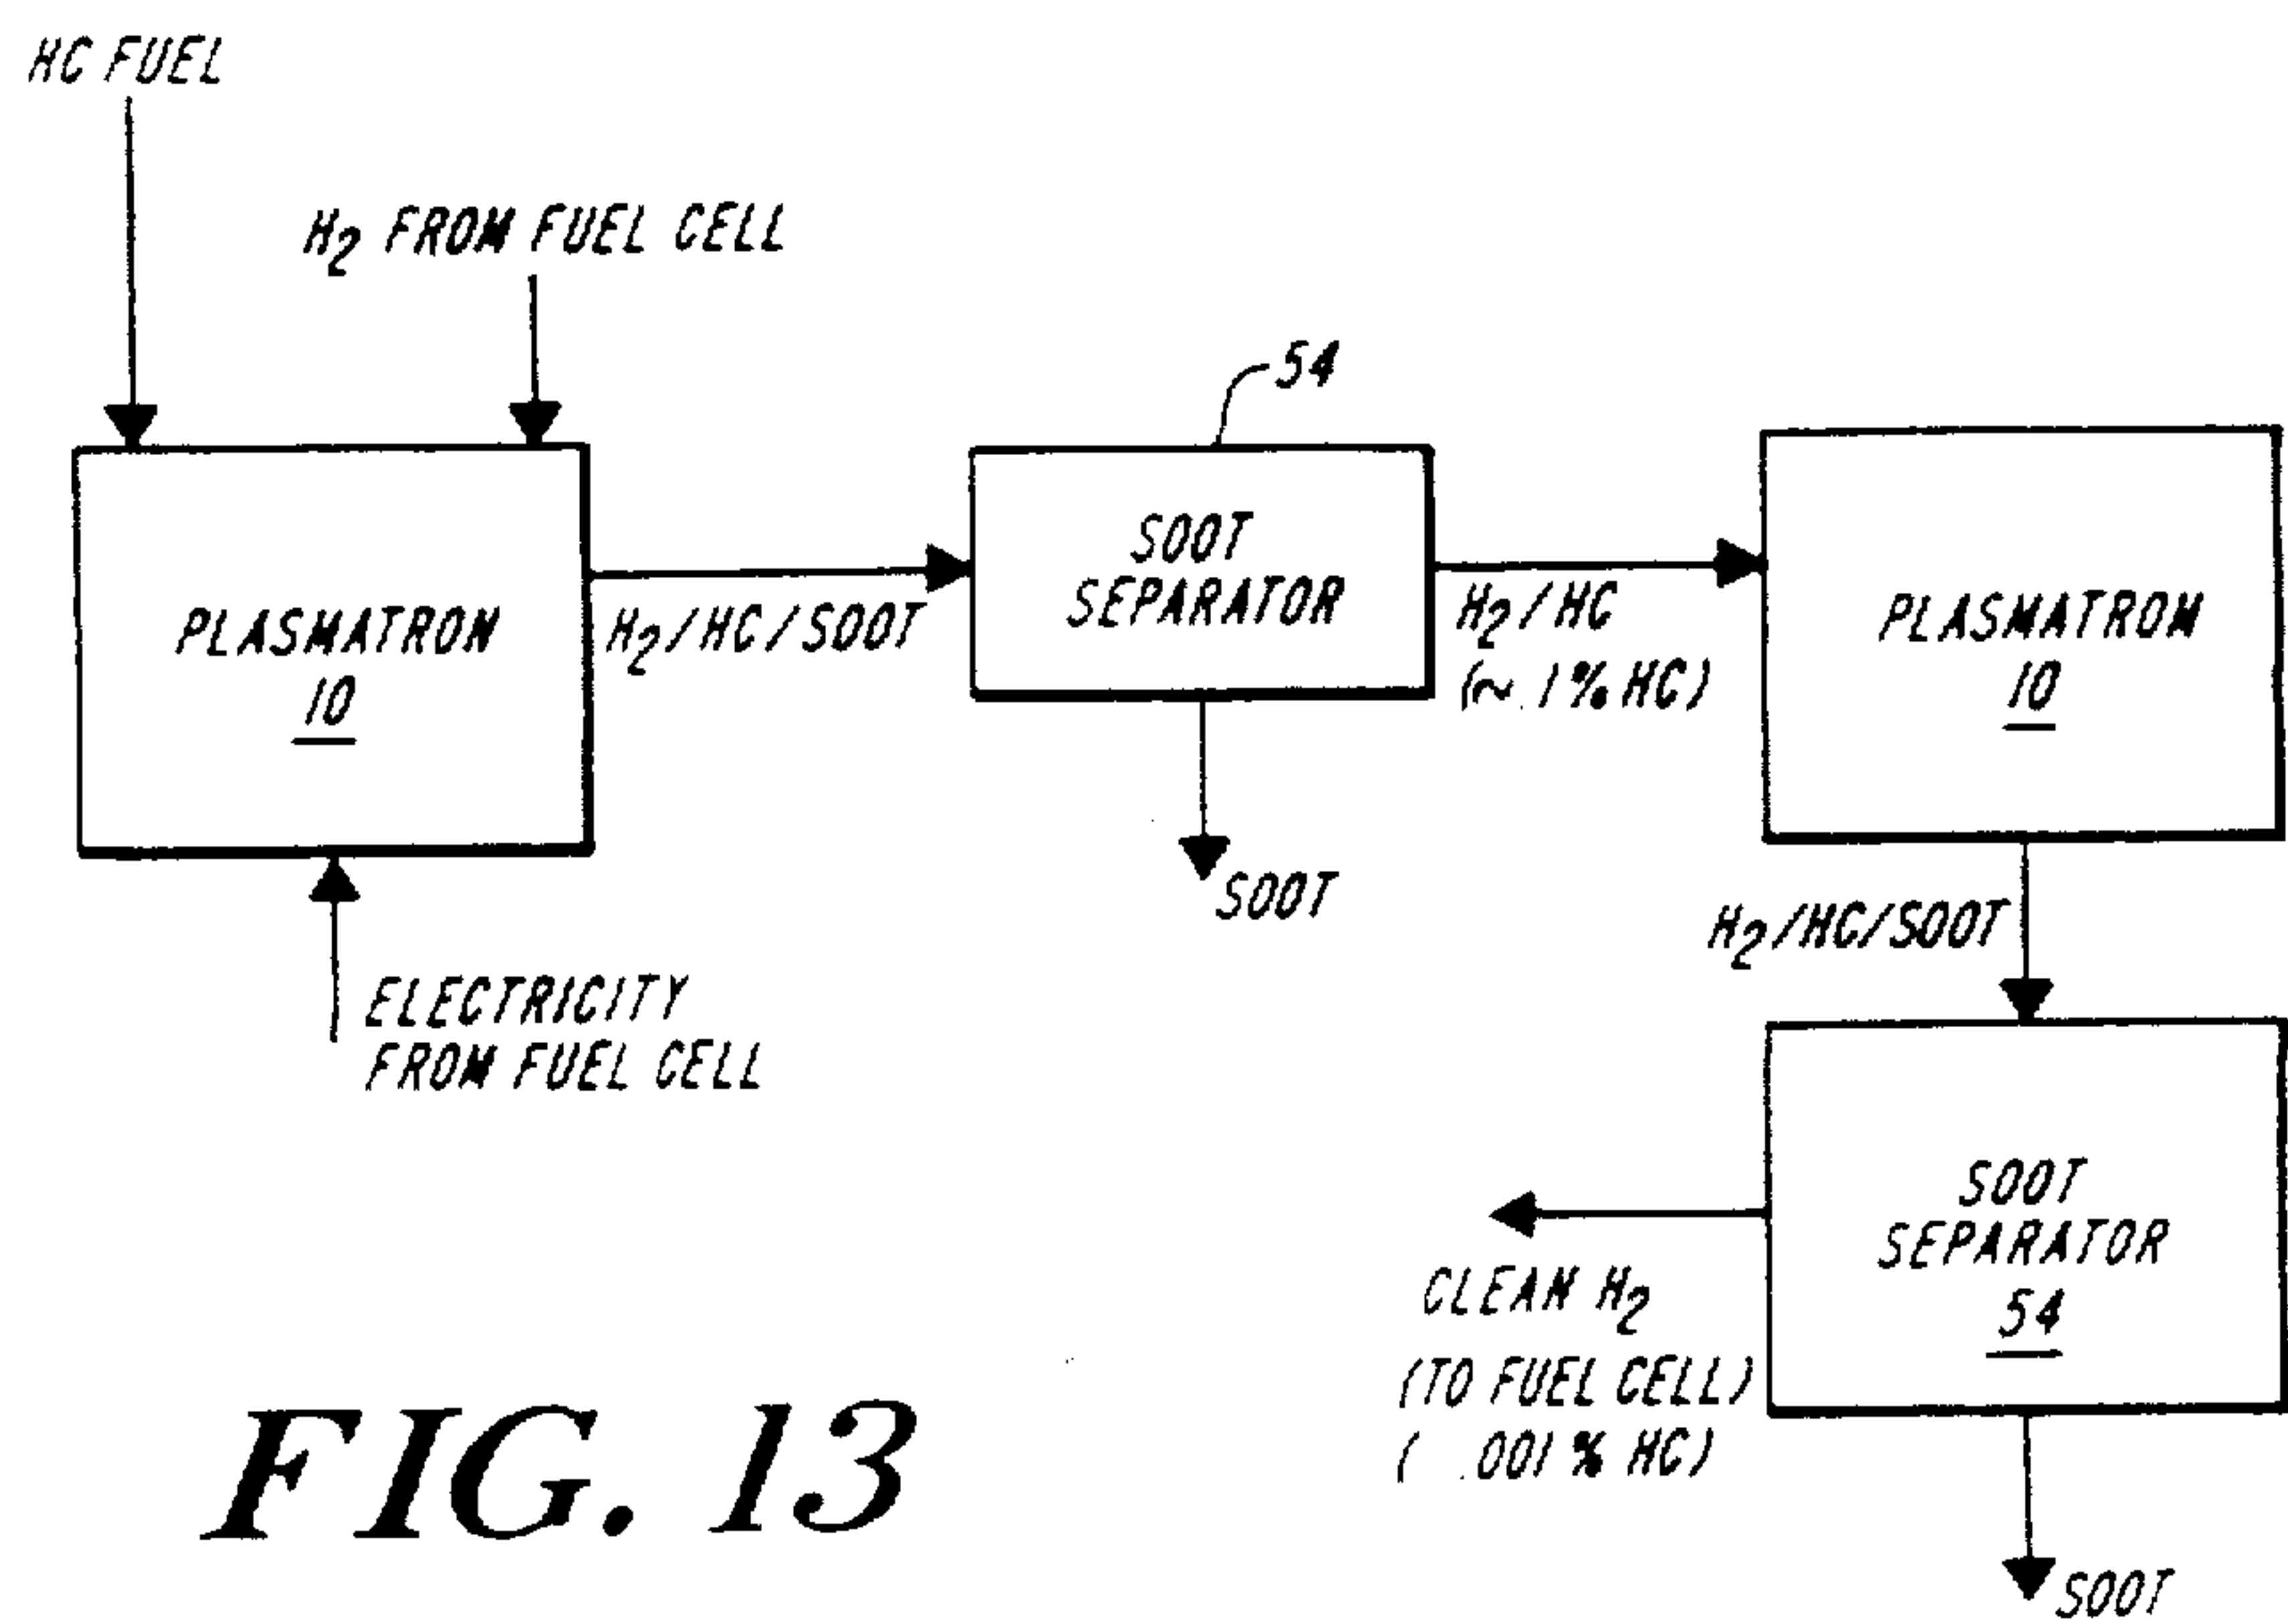 HC FUEL
H2 FROM FUEL CELL
54
PLASMATRON
10
H2/HC/SOOT
SOOT
SEPARATOR
H2/HC
(~.1% HC)
PLASMATRON
10
SOOT
ELECTRICITY
FROM FUEL CELL
H2/HC/SOOT
SOOT
SEPARATOR
54
CLEAN H2
(TO FUEL CELL)
( .001% HC)
SOOT
FIG. 13